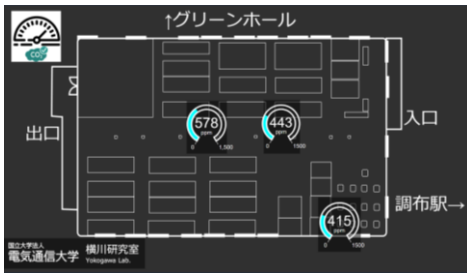 ↑グリーンホール
CO2
578
ppm
0 1,500
443
ppm
0 1500
出口
入口
調布駅→
415
ppm
0 1500
国立大学法人
電気通信大学 横川研究室
Yokogawa Lab.